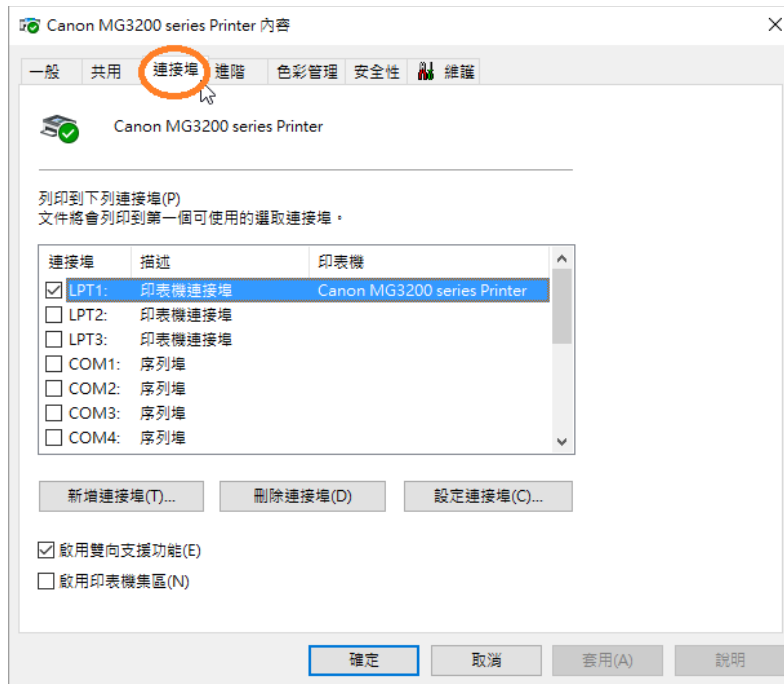 Canon MG3200 series Printer 內容
一般 共用 連接埠 進階 色彩管理 安全性 維護
Canon MG3200 series Printer
列印到下列連接埠(P)
文件將會列印到第一個可使用的選取連接埠。
連接埠 描述 印表機
LPT1: 印表機連接埠 Canon MG3200 series Printer
LPT2: 印表機連接埠
LPT3: 印表機連接埠
COM1: 序列埠
COM2: 序列埠
COM3: 序列埠
COM4: 序列埠
新增連接埠(T)... 刪除連接埠(D) 設定連接埠(C)...
啟用雙向支援功能(E)
啟用印表機集區(N)
確定 取消 套用(A) 說明